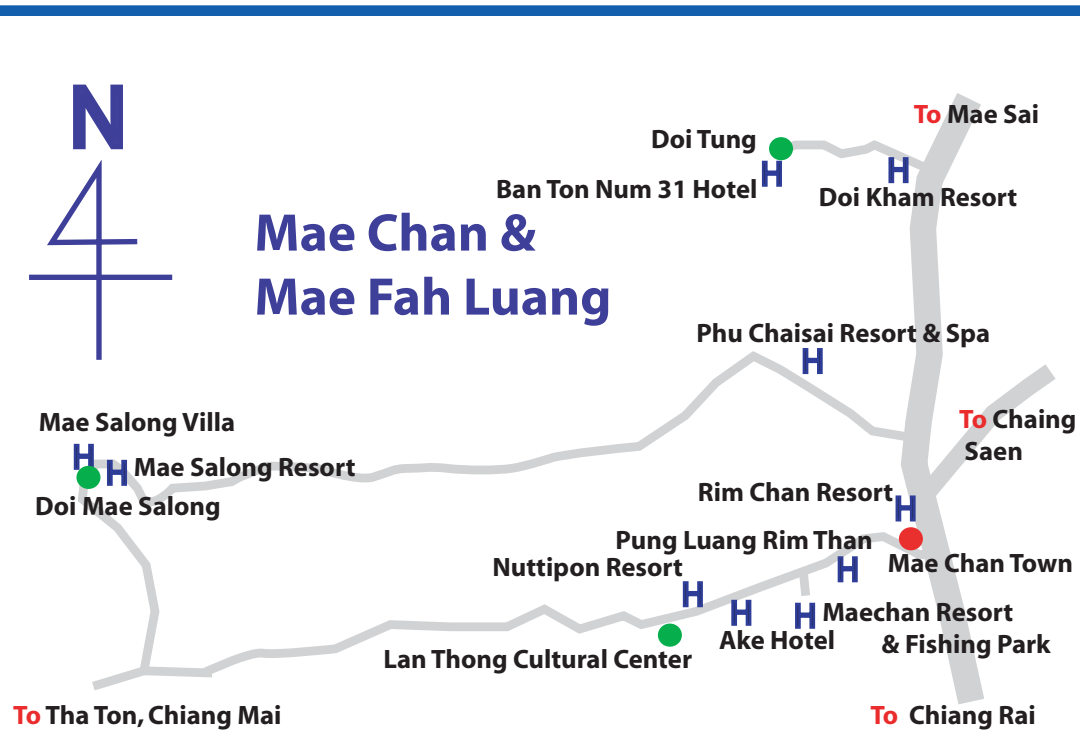 N
To Mae Sai
Doi Tung
H
H
Ban Ton Num 31 Hotel
Doi Kham Resort
Mae Chan &
Mae Fah Luang
Phu Chaisai Resort & Spa
H
Mae Salong Villa
To Chaing
Saen
H
H
Mae Salong Resort
Doi Mae Salong
Rim Chan Resort
H
Pung Luang Rim Than
Mae Chan Town
Nuttipon Resort
H
H
H
H
Maechan Resort
& Fishing Park
Ake Hotel
Lan Thong Cultural Center
To Tha Ton, Chiang Mai
To Chiang Rai